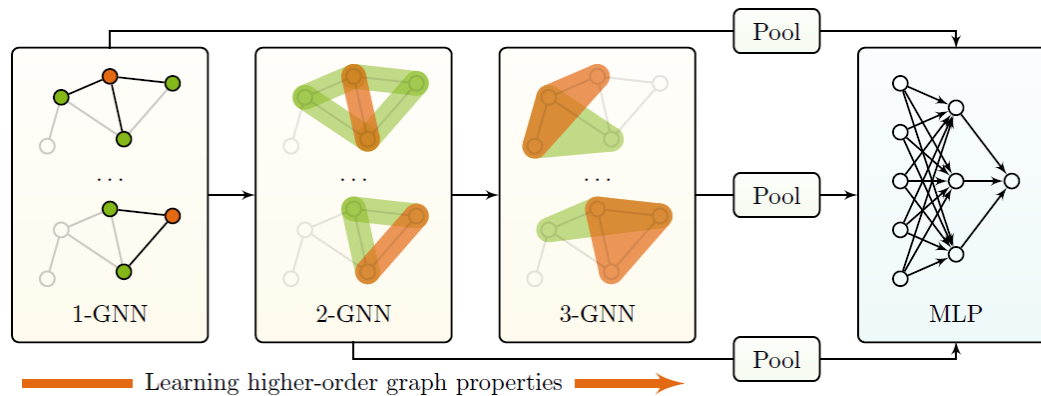 Pool
...
...
...
Pool
1-GNN
2-GNN
3-GNN
MLP
Pool
Learning higher-order graph properties